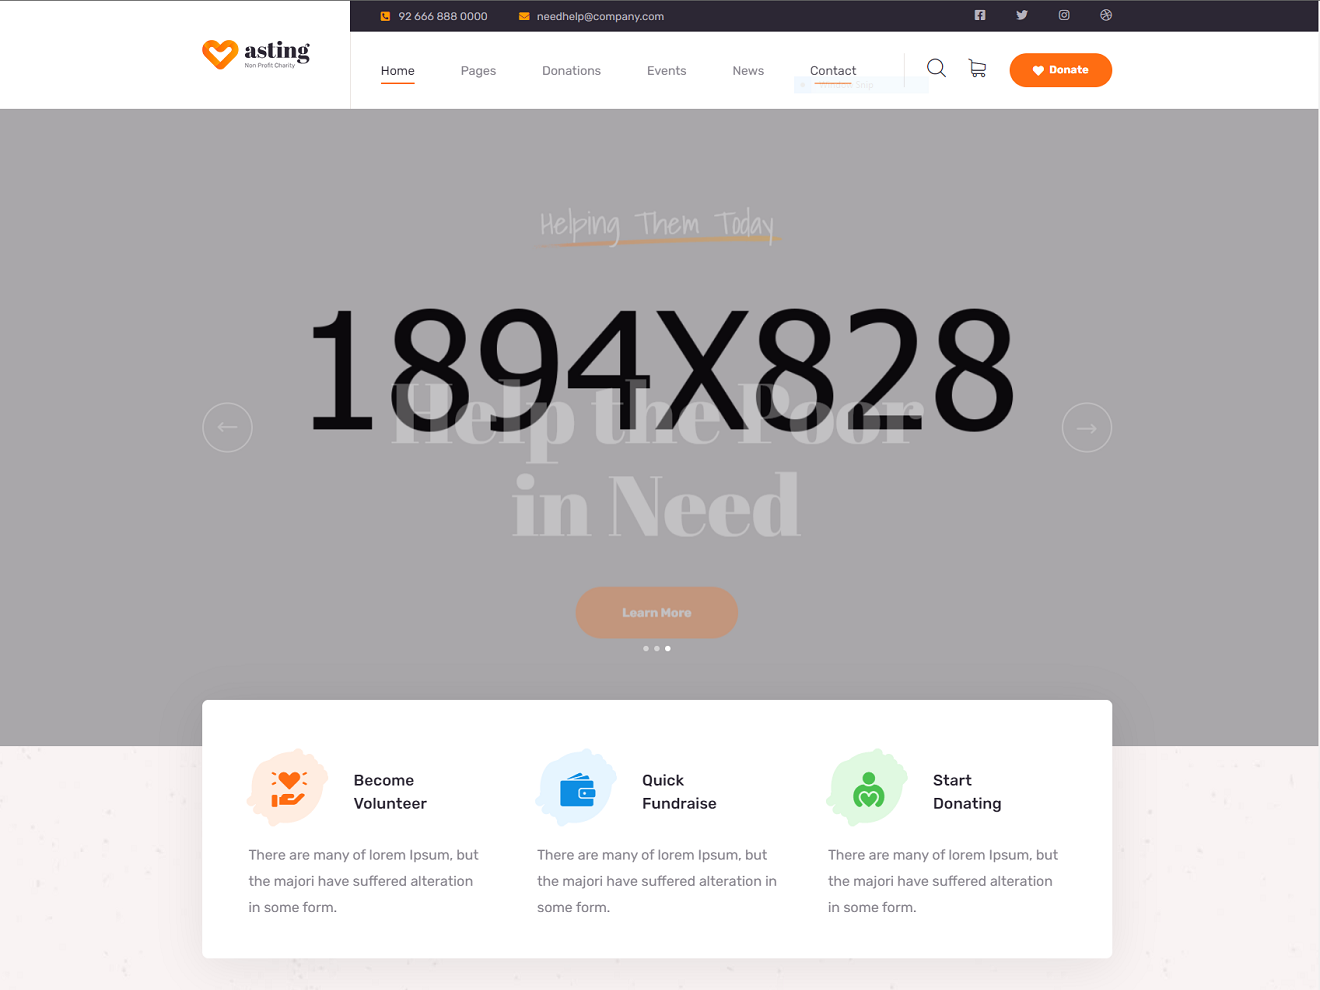 92 666 888 0000
needhelp@company.com
asting
Non Profit Charity
Home
Pages
Donations
Events
News
Contact
Donate
Window Snip
Helping Them Today
1894X828
Help the Poor
in Need
Learn More
Become
Volunteer
There are many of lorem Ipsum, but
the majori have suffered alteration
in some form.
Quick
Fundraise
There are many of lorem Ipsum, but
the majori have suffered alteration in
some form.
Start
Donating
There are many of lorem Ipsum, but
the majori have suffered alteration
in some form.